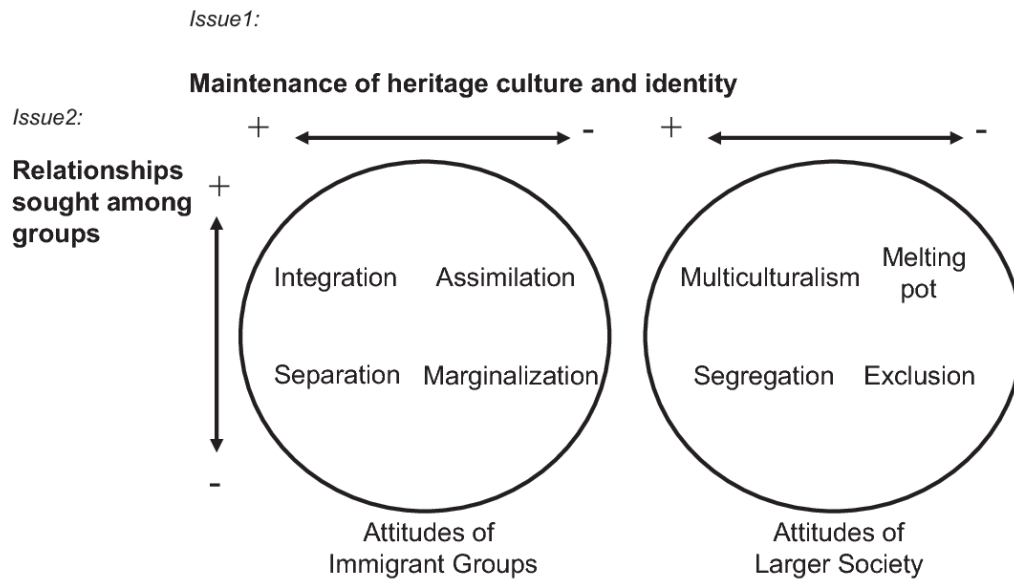 Issue1:
Maintenance of heritage culture and identity
Issue2:
+ - + -
Relationships
sought among
groups
+
Integration Assimilation
Multiculturalism
Melting
pot
Separation Marginalization
Segregation Exclusion
-
Attitudes of
Immigrant Groups
Attitudes of
Larger Society